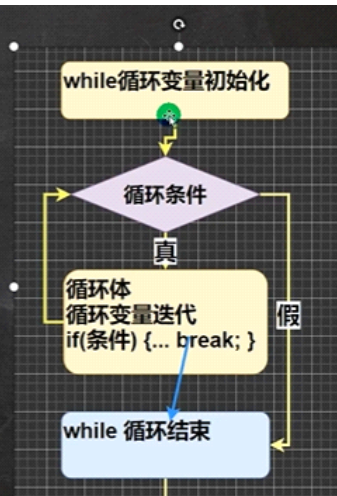 while循环变量初始化
循环条件
真
循环体
循环变量迭代
if(条件) {... break; }
假
while 循环结束